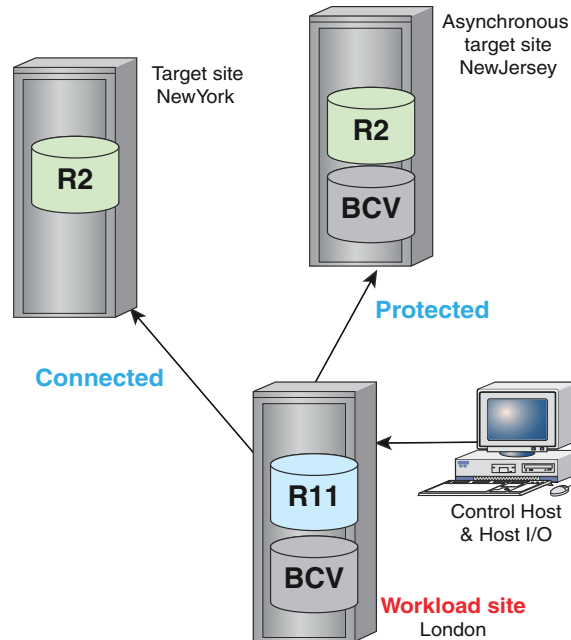 Target site
NewYork
R2
Asynchronous
target site
NewJersey
R2
BCV
Connected
Protected
R11
BCV
Control Host
& Host I/O
Workload site
London